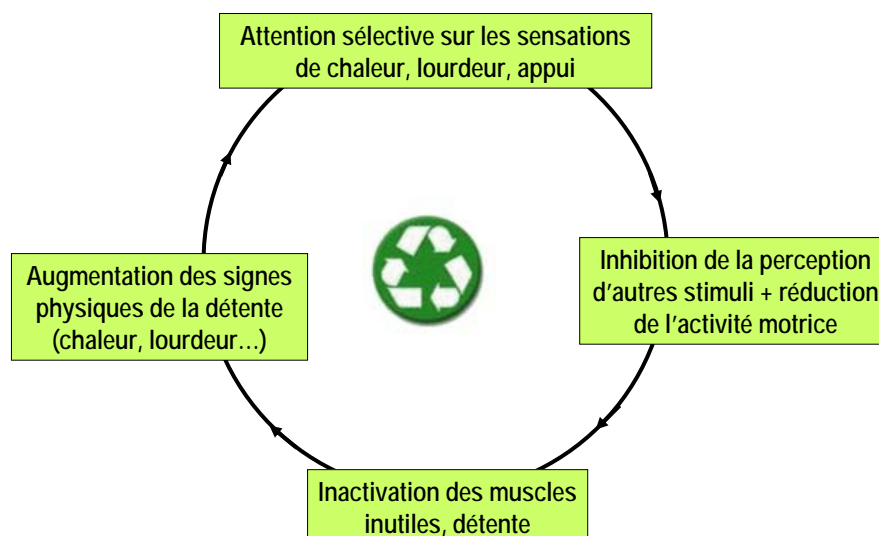 Attention sélective sur les sensations
de chaleur, lourdeur, appui
Inhibition de la perception
d'autres stimuli + réduction
de l'activité motrice
Inactivation des muscles
inutiles, détente
Augmentation des signes
physiques de la détente
(chaleur, lourdeur…)